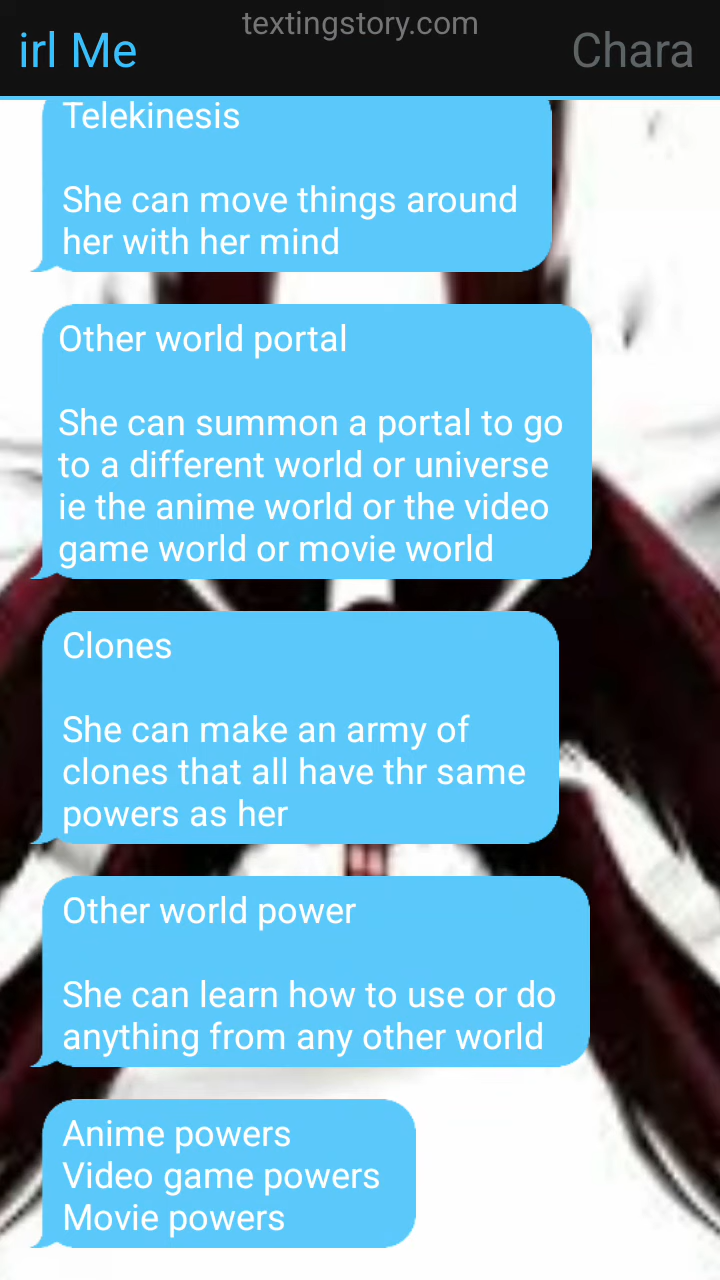 textingstory.com
irl Me
Chara
Telekinesis
She can move things around
her with her mind
Other world portal
She can summon a portal to go
to a different world or universe
ie the anime world or the video
game world or movie world
Clones
She can make an army of
clones that all have thr same
powers as her
Other world power
She can learn how to use or do
anything from any other world
Anime powers
Video game powers
Movie powers